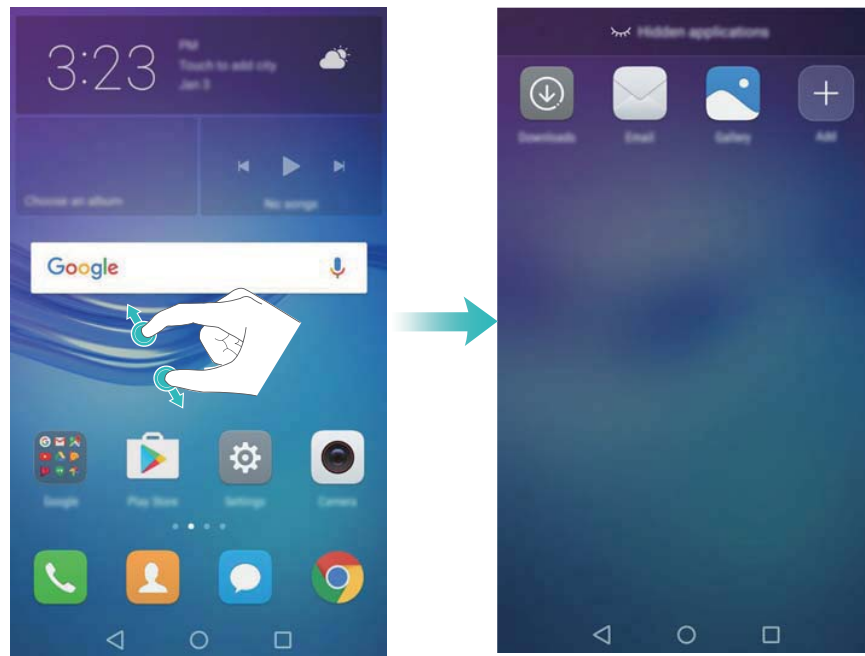 3:23
PM
Touch to add city
Jan 3
Choose an album
No songs
Google
Google
Play Store
Settings
Camera
Hidden applications
Downloads
Email
Gallery
Add